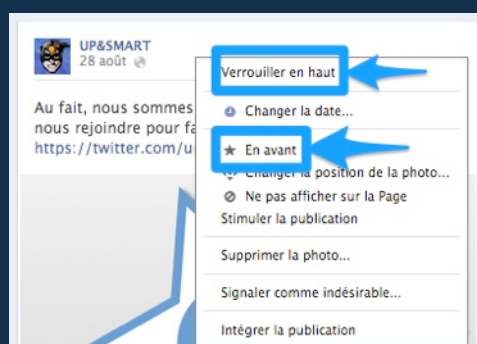 UP&SMART
28 août
Au fait, nous sommes
nous rejoindre pour fa
https://twitter.com/u
Verrouiller en haut
Changer la date...
En avant
Changer la position de la photo...
Ne pas afficher sur la Page
Stimuler la publication
Supprimer la photo...
Signaler comme indésirable...
Intégrer la publication